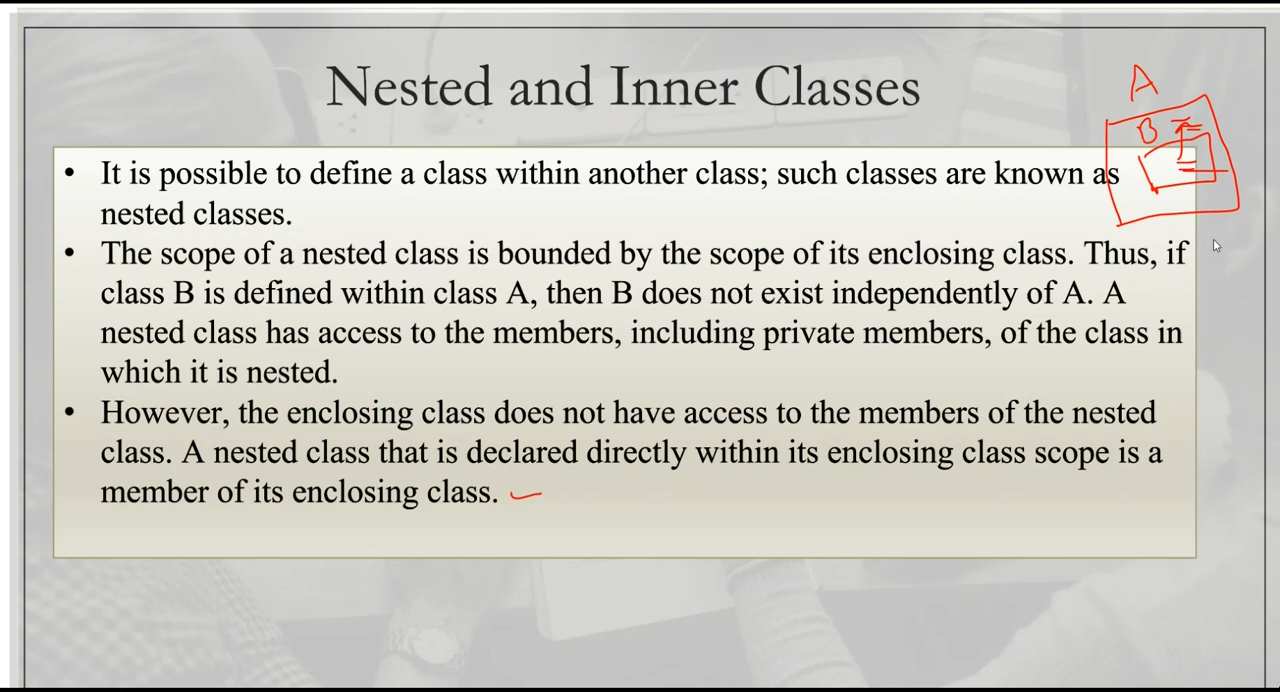 Nested and Inner Classes
A
B
• It is possible to define a class within another class; such classes are known as
nested classes.
• The scope of a nested class is bounded by the scope of its enclosing class. Thus, if
class B is defined within class A, then B does not exist independently of A. A
nested class has access to the members, including private members, of the class in
which it is nested.
• However, the enclosing class does not have access to the members of the nested
class. A nested class that is declared directly within its enclosing class scope is a
member of its enclosing class.